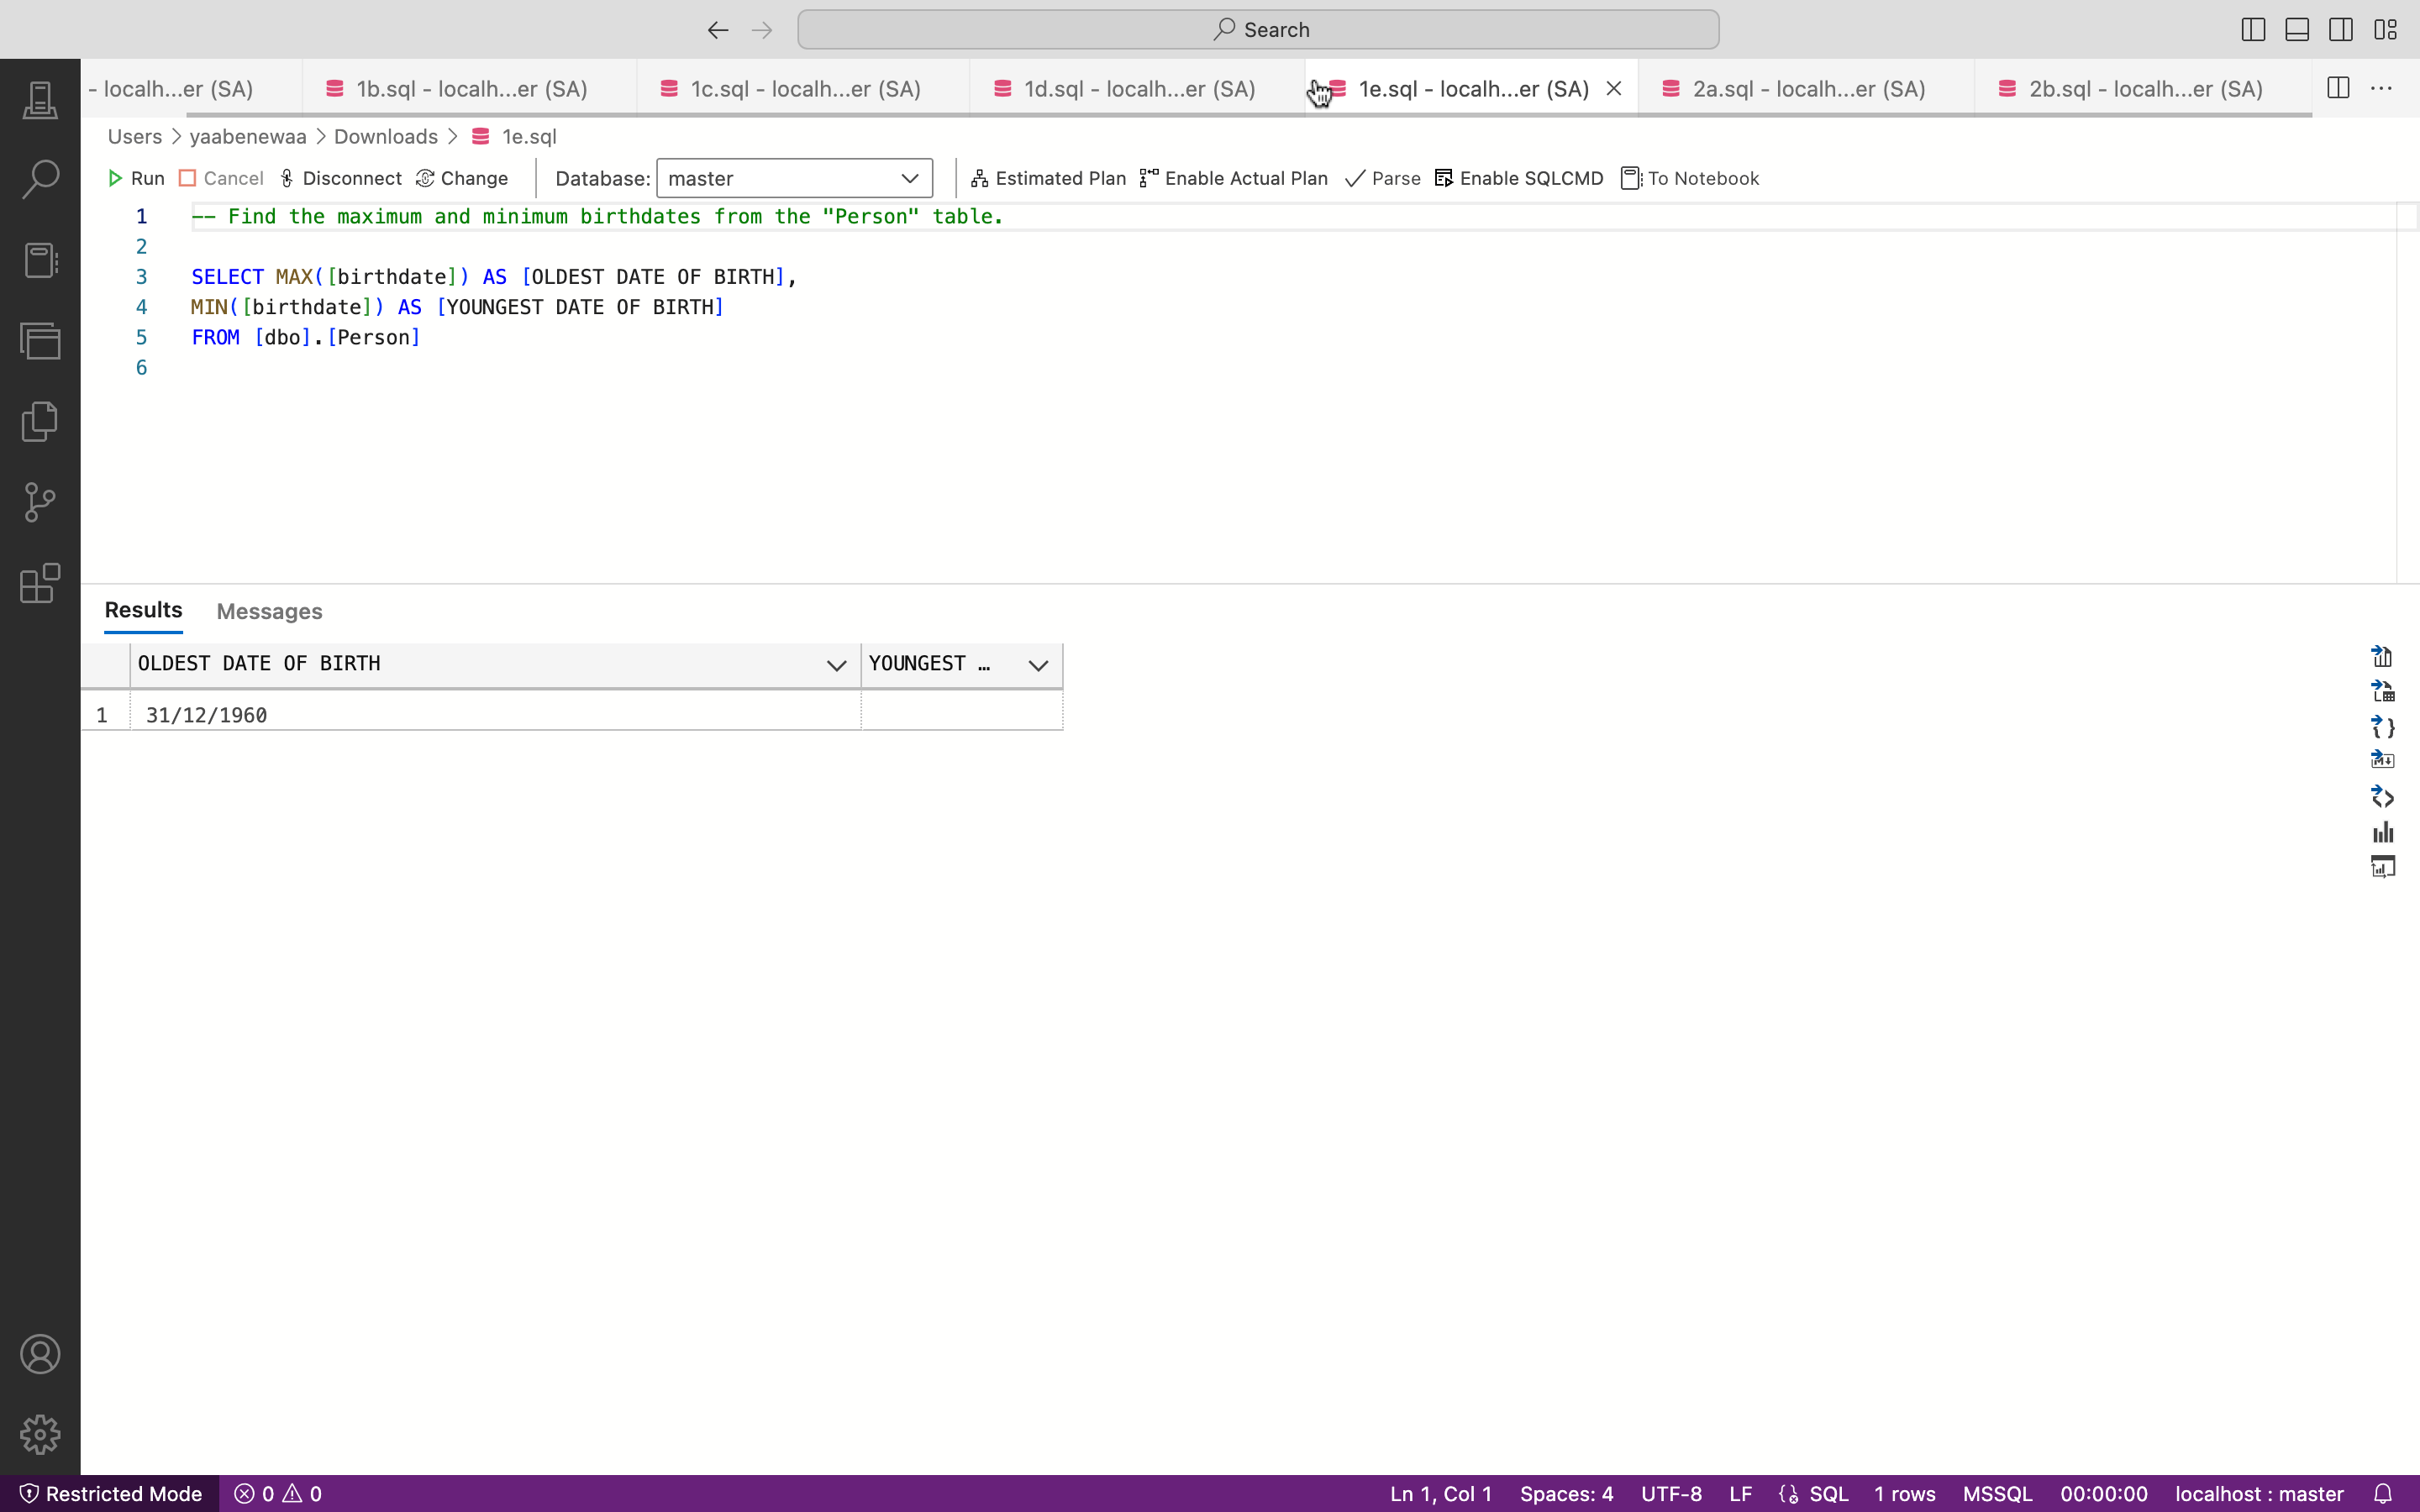 Search
- localh...er (SA)
1b.sql - localh...er (SA)
1c.sql - localh...er (SA)
1d.sql - localh...er (SA)
1e.sql - localh...er (SA)
2a.sql - localh...er (SA)
2b.sql - localh...er (SA)
Users > yaabenewaa > Downloads > 1e.sql
Run Cancel Disconnect Change Database: master Estimated Plan Enable Actual Plan Parse Enable SQLCMD To Notebook
1 -- Find the maximum and minimum birthdates from the "Person" table.
2
3 SELECT MAX([birthdate]) AS [OLDEST DATE OF BIRTH],
4 MIN([birthdate]) AS [YOUNGEST DATE OF BIRTH]
5 FROM [dbo].[Person]
6
Results Messages
OLDEST DATE OF BIRTH YOUNGEST …
1 31/12/1960
Restricted Mode 0 0 Ln 1, Col 1 Spaces: 4 UTF-8 LF SQL 1 rows MSSQL 00:00:00 localhost : master